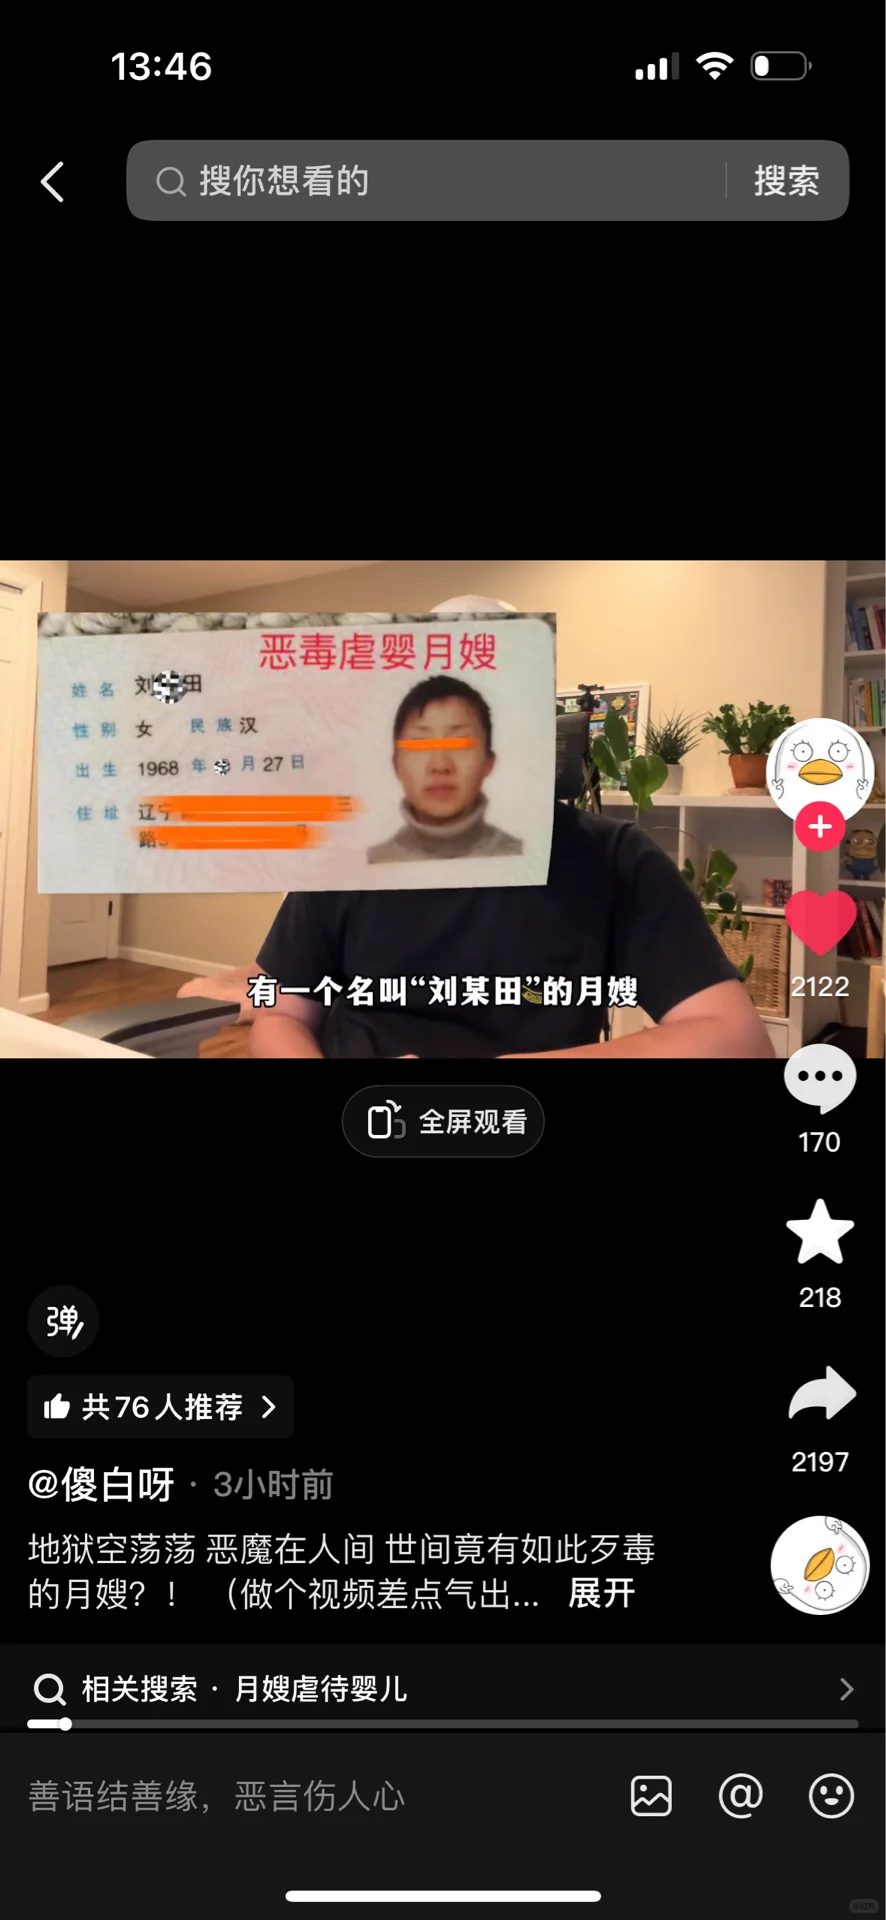 13:46
搜你想看的 搜索
恶毒虐婴月嫂
姓名 刘 田
性别 女 民族 汉
出生 1968 年 月 27 日
住址 辽宁 三
路
有一个名叫“刘某田”的月嫂
2122
全屏观看
170
218
弹
共76人推荐
2197
@傻白呀 · 3小时前
地狱空荡荡 恶魔在人间 世间竟有如此歹毒
的月嫂？！ （做个视频差点气出... 展开
相关搜索 · 月嫂虐待婴儿
善语结善缘，恶言伤人心